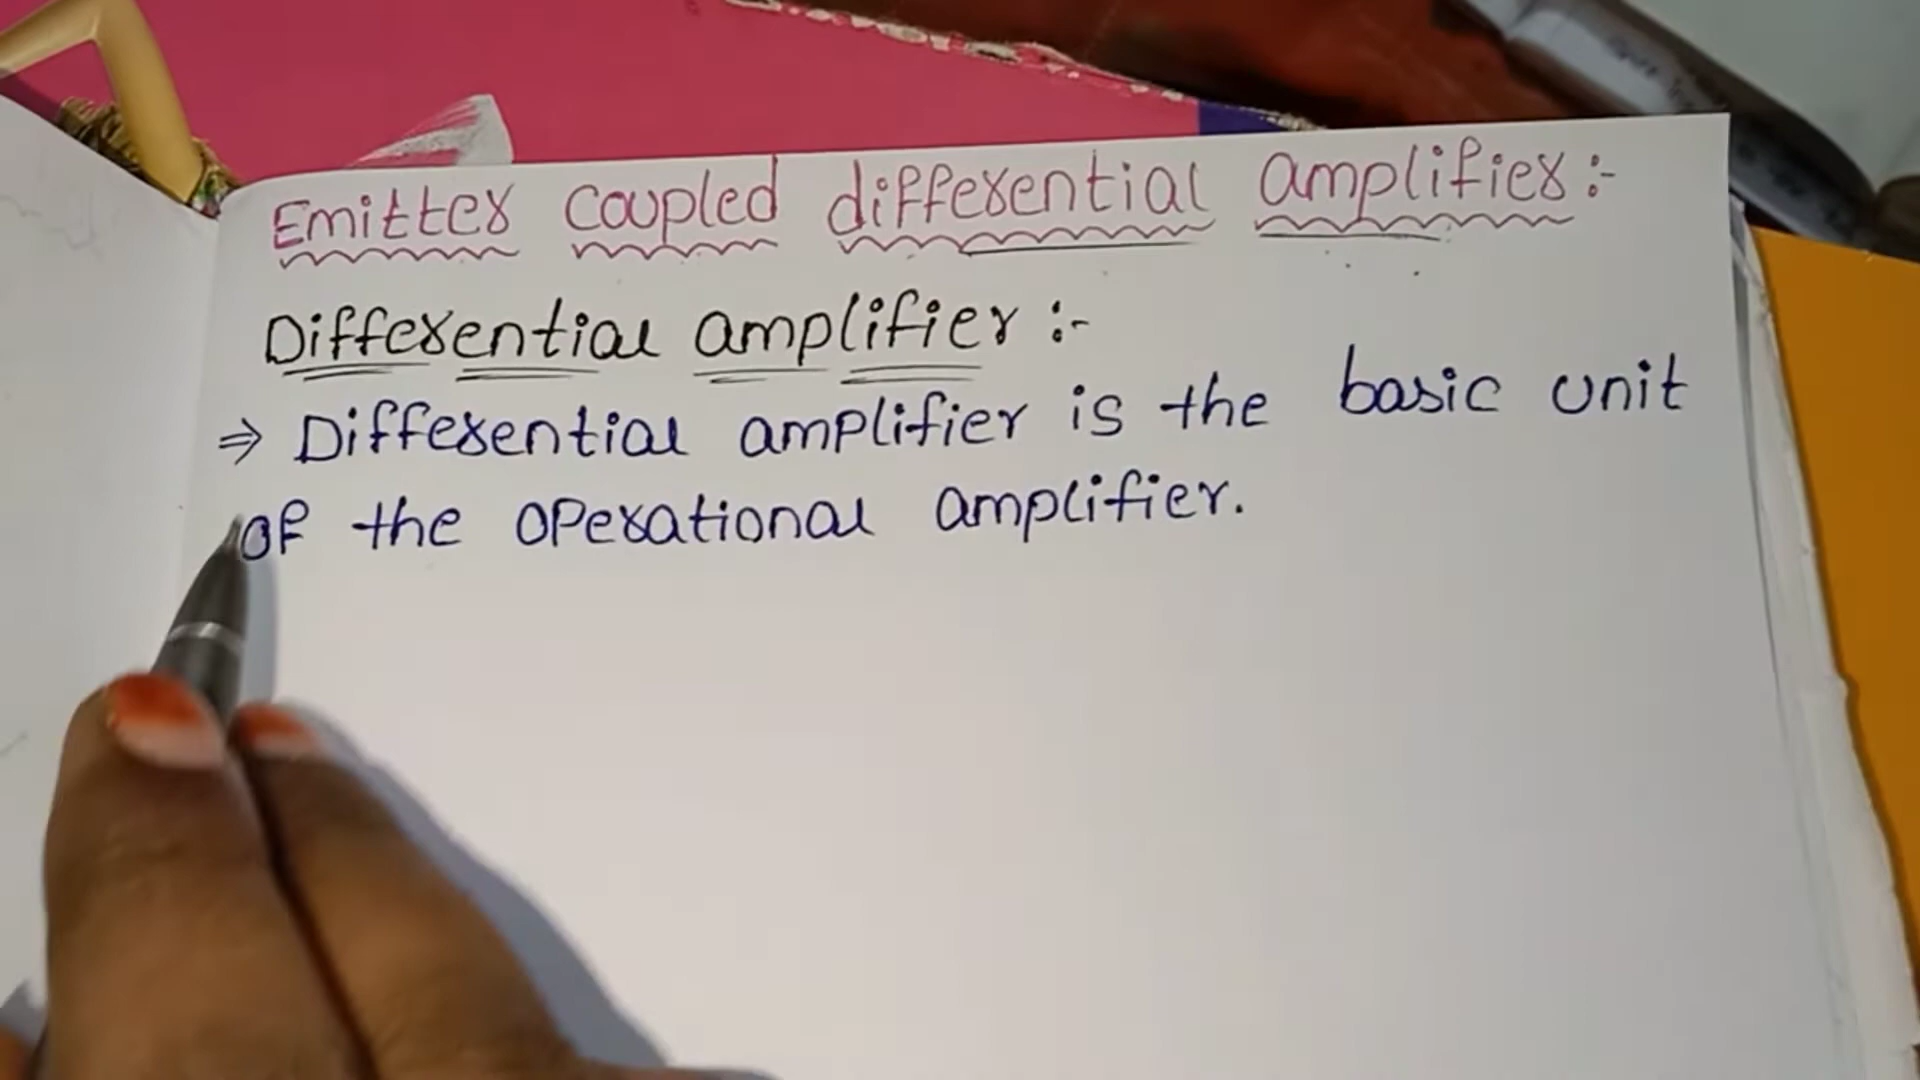 Emitter coupled differential amplifier :-
Differential amplifier :-
⇒ Differential amplifier is the basic unit
of the operational amplifier.